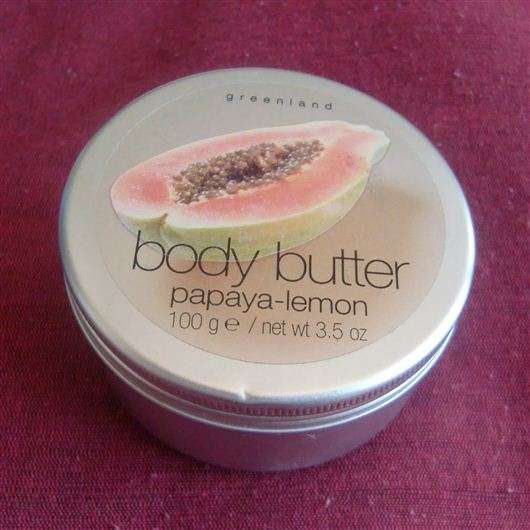 greenland
body butter
papaya-lemon
100 g e / net wt 3.5 oz